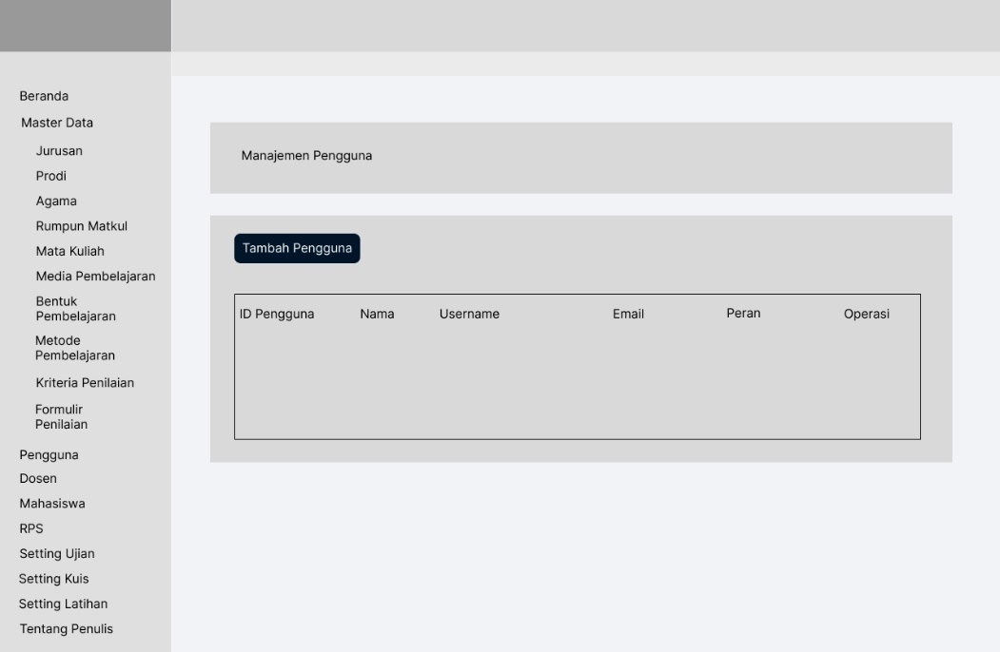 Beranda
Master Data
Jurusan
Prodi
Agama
Rumpun Matkul
Mata Kuliah
Media Pembelajaran
Bentuk
Pembelajaran
Metode
Pembelajaran
Kriteria Penilaian
Formulir
Penilaian
Pengguna
Dosen
Mahasiswa
RPS
Setting Ujian
Setting Kuis
Setting Latihan
Tentang Penulis
Manajemen Pengguna
Tambah Pengguna
ID Pengguna Nama Username Email Peran Operasi